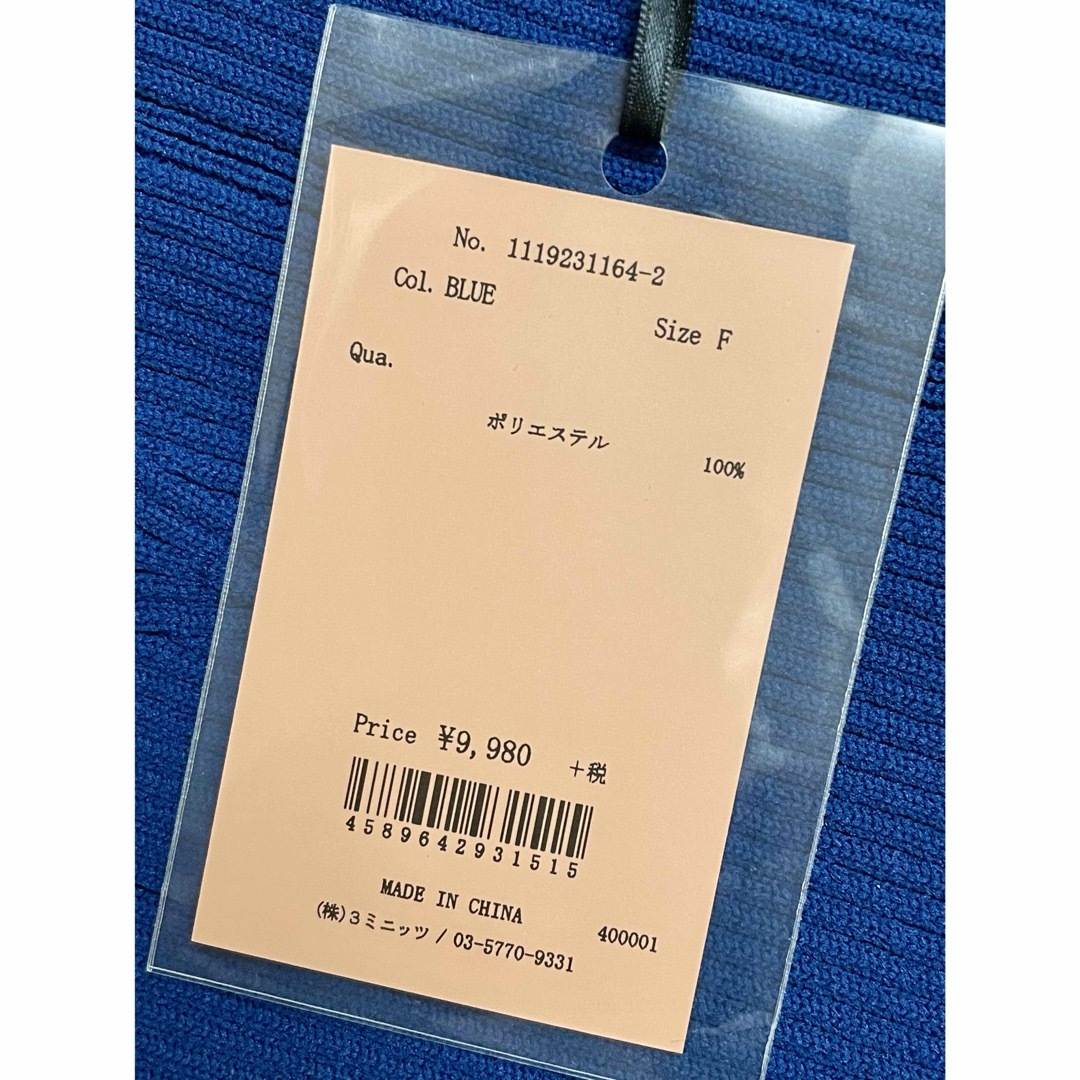 No. 1119231164-2
Col. BLUE
Size F
Qua.
ポリエステル 100%
Price ¥9,980 +税
4589642931515
MADE IN CHINA
400001
(株)3ミニッツ / 03-5770-9331